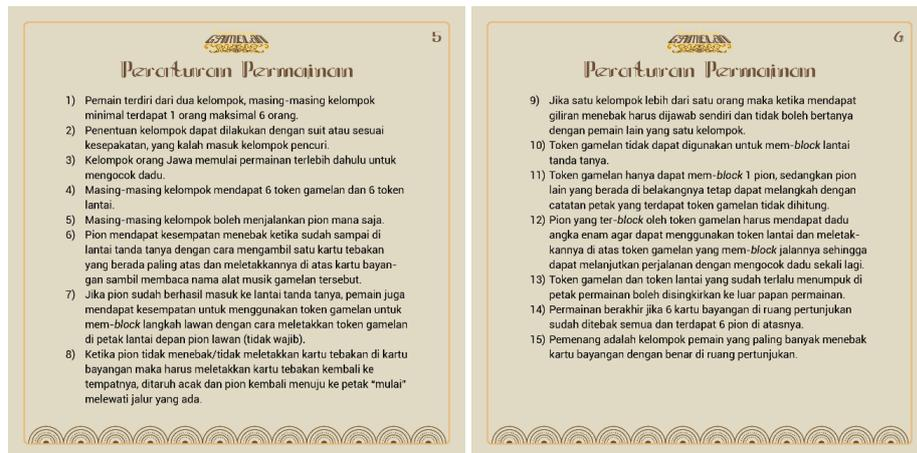 GAMELAN
5
Peraturan Permainan
1) Pemain terdiri dari dua kelompok, masing-masing kelompok
minimal terdapat 1 orang maksimal 6 orang.
2) Penentuan kelompok dapat dilakukan dengan suit atau sesuai
kesepakatan, yang kalah masuk kelompok pencuri.
3) Kelompok orang Jawa memulai permainan terlebih dahulu untuk
mengocok dadu.
4) Masing-masing kelompok mendapat 6 token gamelan dan 6 token
lantai.
5) Masing-masing kelompok boleh menjalankan pion mana saja.
6) Pion mendapat kesempatan menebak ketika sudah sampai di
lantai tanda tanya dengan cara mengambil satu kartu tebakan
yang berada paling atas dan meletakkannya di atas kartu bayan-
gan sambil membaca nama alat musik gamelan tersebut.
7) Jika pion sudah berhasil masuk ke lantai tanda tanya, pemain juga
mendapat kesempatan untuk menggunakan token gamelan untuk
mem-block langkah lawan dengan cara meletakkan token gamelan
di petak lantai depan pion lawan (tidak wajib).
8) Ketika pion tidak menebak/tidak meletakkan kartu tebakan di kartu
bayangan maka harus meletakkan kartu tebakan kembali ke
tempatnya, ditaruh acak dan pion kembali menuju ke petak “mulai”
melewati jalur yang ada.
GAMELAN
6
Peraturan Permainan
9) Jika satu kelompok lebih dari satu orang maka ketika mendapat
giliran menebak harus dijawab sendiri dan tidak boleh bertanya
dengan pemain lain yang satu kelompok.
10) Token gamelan tidak dapat digunakan untuk mem-block lantai
tanda tanya.
11) Token gamelan hanya dapat mem-block 1 pion, sedangkan pion
lain yang berada di belakangnya tetap dapat melangkah dengan
catatan petak yang terdapat token gamelan tidak dihitung.
12) Pion yang ter-block oleh token gamelan harus mendapat dadu
angka enam agar dapat menggunakan token lantai dan meletak-
kannya di atas token gamelan yang mem-block jalannya sehingga
dapat melanjutkan perjalanan dengan mengocok dadu sekali lagi.
13) Token gamelan dan token lantai yang sudah terlalu menumpuk di
petak permainan boleh disingkirkan ke luar papan permainan.
14) Permainan berakhir jika 6 kartu bayangan di ruang pertunjukan
sudah ditebak semua dan terdapat 6 pion di atasnya.
15) Pemenang adalah kelompok pemain yang paling banyak menebak
kartu bayangan dengan benar di ruang pertunjukan.